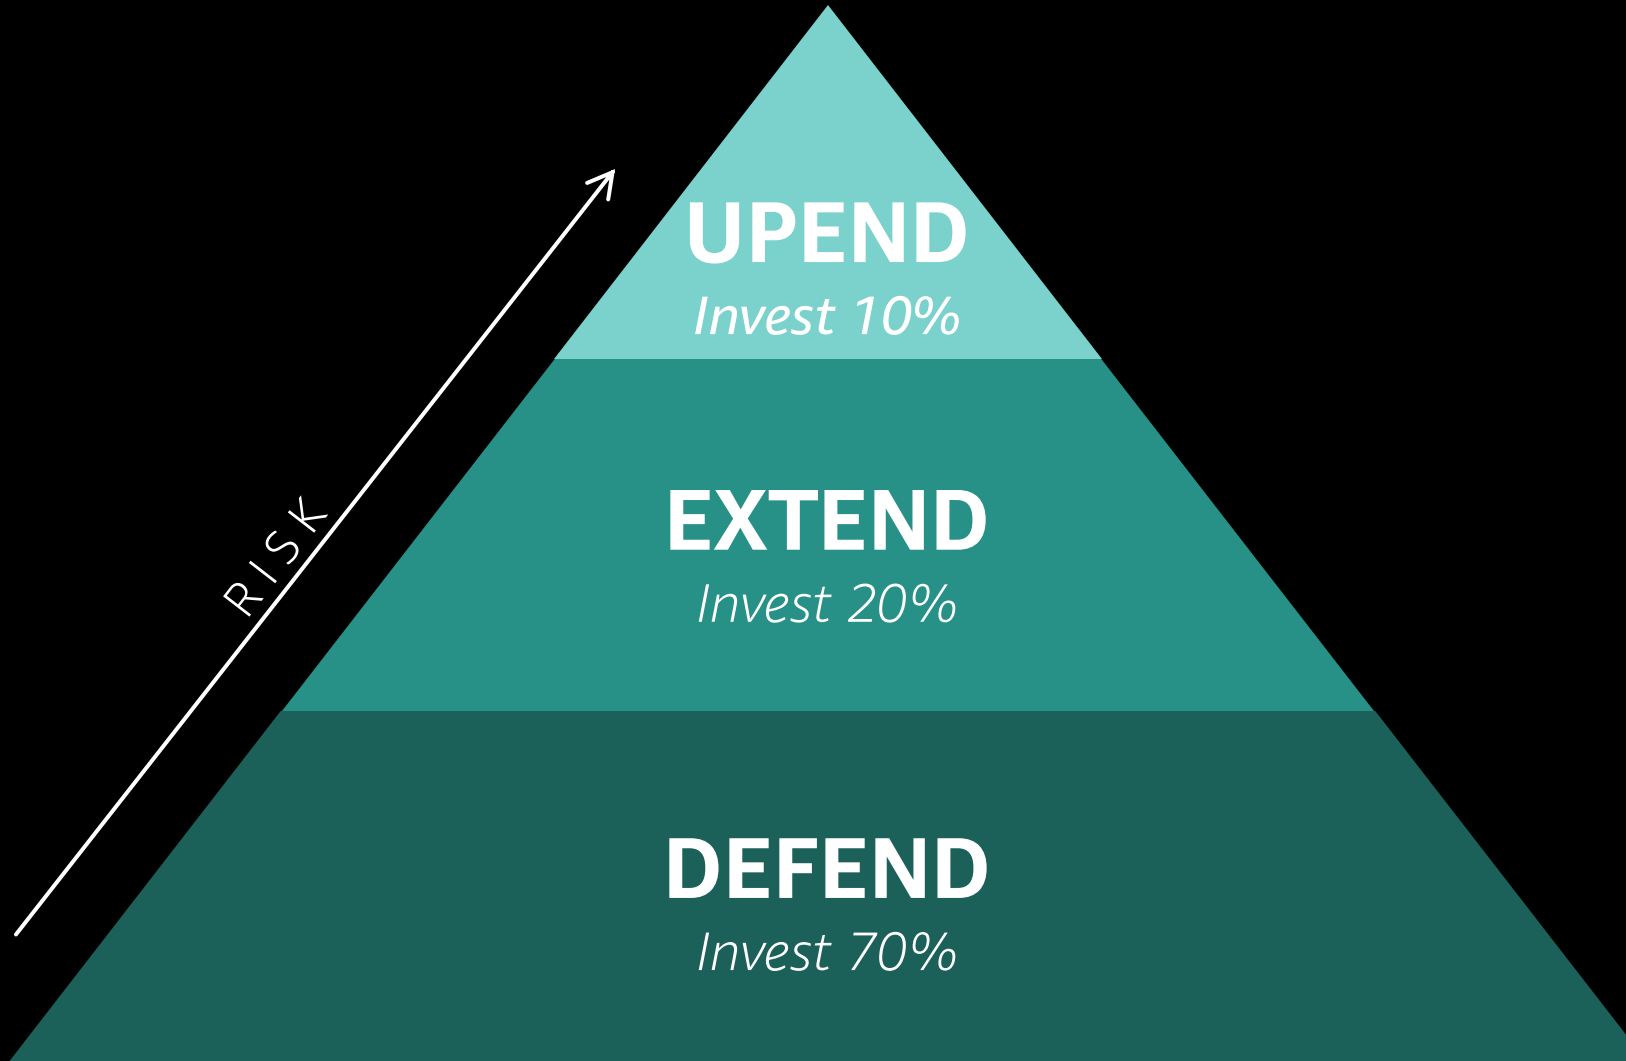 UPEND
Invest 10%
RISK
EXTEND
Invest 20%
DEFEND
Invest 70%